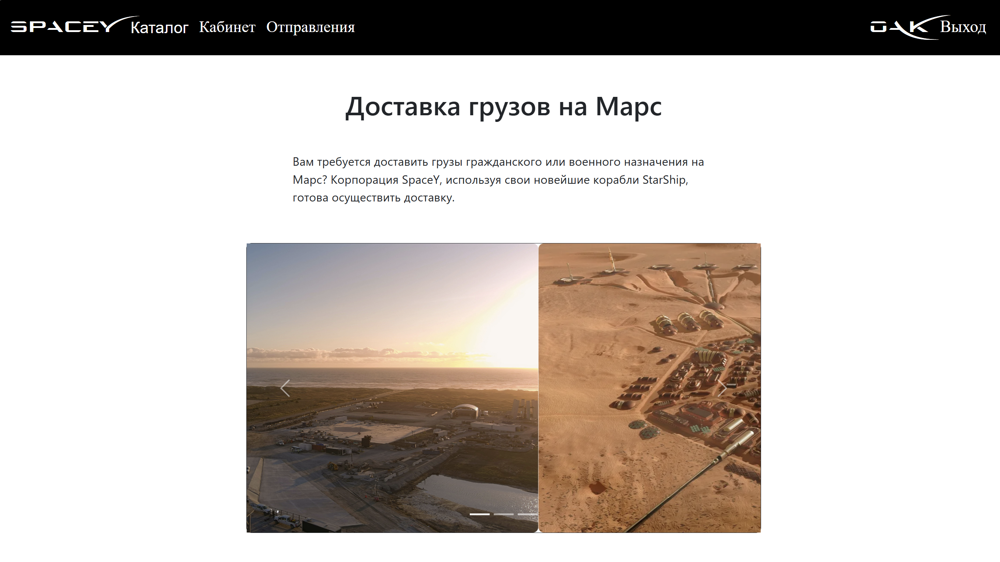 SPACEY Каталог Кабинет Отправления OAK Выход
Доставка грузов на Марс
Вам требуется доставить грузы гражданского или военного назначения на
Марс? Корпорация SpaceY, используя свои новейшие корабли StarShip,
готова осуществить доставку.